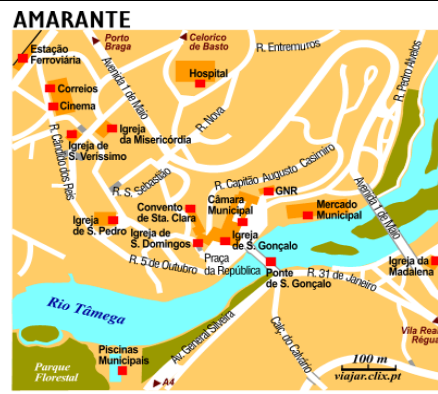 AMARANTE
Porto
Braga
Celorico
de Basto
R. Entremuros
Estação
Ferroviária
Avenida 1 de Maio
Hospital
R. Pedro Alvelos
Correios
Cinema
R. Nova
Igreja
da Misericórdia
R. Cândido dos Reis
Igreja de
S. Veríssimo
R. S. Sebastião
R. Capitão Augusto Casimiro
GNR
Avenida 1 de Maio
Convento
de Sta. Clara
Câmara
Municipal
Mercado
Municipal
Igreja
de S. Pedro
Igreja de
S. Domingos
Igreja
de S. Gonçalo
R. 5 de Outubro
Praça
da República
Igreja da
Madalena
Ponte
de S. Gonçalo
R. 31 de Janeiro
Rio Tâmega
Av. General Silveira
Calç. do Calvário
Vila Real
Régua
Piscinas
Municipais
Parque
Florestal
A4
100 m
viajar.clix.pt